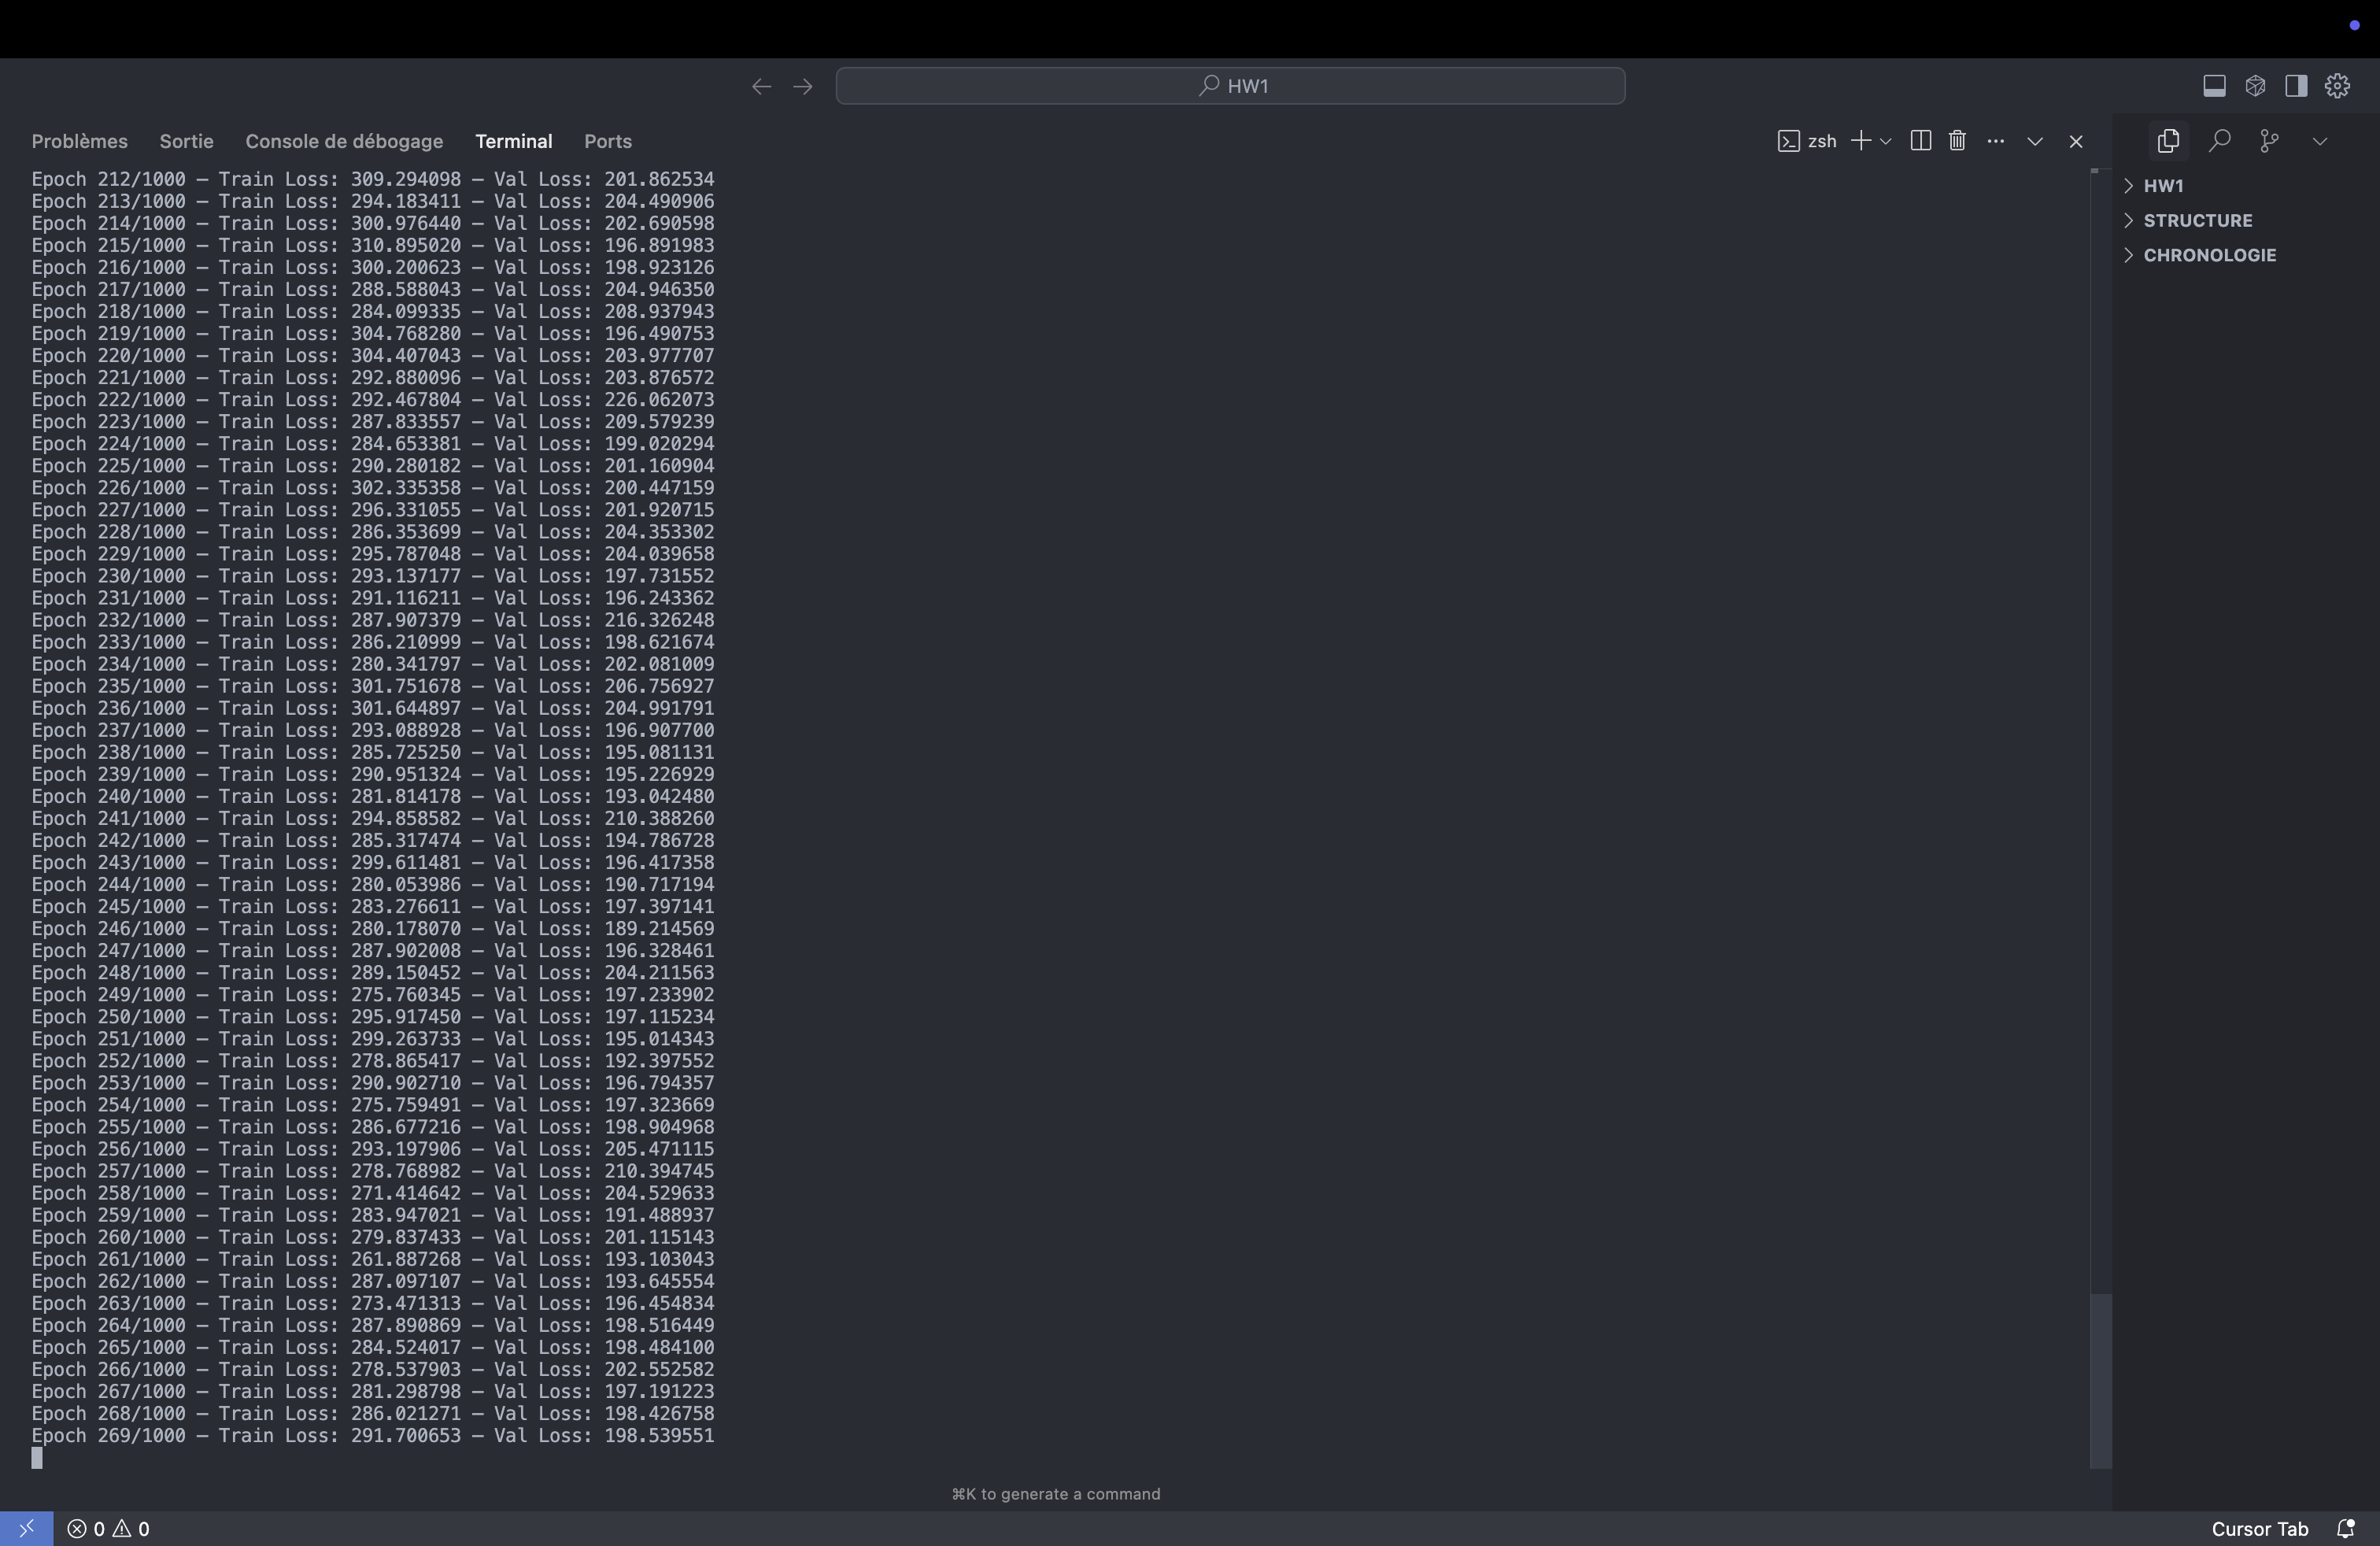 HW1
Problèmes Sortie Console de débogage Terminal Ports
zsh
Epoch 212/1000 — Train Loss: 309.294098 — Val Loss: 201.862534
Epoch 213/1000 — Train Loss: 294.183411 — Val Loss: 204.490906
Epoch 214/1000 — Train Loss: 300.976440 — Val Loss: 202.690598
Epoch 215/1000 — Train Loss: 310.895020 — Val Loss: 196.891983
Epoch 216/1000 — Train Loss: 300.200623 — Val Loss: 198.923126
Epoch 217/1000 — Train Loss: 288.588043 — Val Loss: 204.946350
Epoch 218/1000 — Train Loss: 284.099335 — Val Loss: 208.937943
Epoch 219/1000 — Train Loss: 304.768280 — Val Loss: 196.490753
Epoch 220/1000 — Train Loss: 304.407043 — Val Loss: 203.977707
Epoch 221/1000 — Train Loss: 292.880096 — Val Loss: 203.876572
Epoch 222/1000 — Train Loss: 292.467804 — Val Loss: 226.062073
Epoch 223/1000 — Train Loss: 287.833557 — Val Loss: 209.579239
Epoch 224/1000 — Train Loss: 284.653381 — Val Loss: 199.020294
Epoch 225/1000 — Train Loss: 290.280182 — Val Loss: 201.160904
Epoch 226/1000 — Train Loss: 302.335358 — Val Loss: 200.447159
Epoch 227/1000 — Train Loss: 296.331055 — Val Loss: 201.920715
Epoch 228/1000 — Train Loss: 286.353699 — Val Loss: 204.353302
Epoch 229/1000 — Train Loss: 295.787048 — Val Loss: 204.039658
Epoch 230/1000 — Train Loss: 293.137177 — Val Loss: 197.731552
Epoch 231/1000 — Train Loss: 291.116211 — Val Loss: 196.243362
Epoch 232/1000 — Train Loss: 287.907379 — Val Loss: 216.326248
Epoch 233/1000 — Train Loss: 286.210999 — Val Loss: 198.621674
Epoch 234/1000 — Train Loss: 280.341797 — Val Loss: 202.081009
Epoch 235/1000 — Train Loss: 301.751678 — Val Loss: 206.756927
Epoch 236/1000 — Train Loss: 301.644897 — Val Loss: 204.991791
Epoch 237/1000 — Train Loss: 293.088928 — Val Loss: 196.907700
Epoch 238/1000 — Train Loss: 285.725250 — Val Loss: 195.081131
Epoch 239/1000 — Train Loss: 290.951324 — Val Loss: 195.226929
Epoch 240/1000 — Train Loss: 281.814178 — Val Loss: 193.042480
Epoch 241/1000 — Train Loss: 294.858582 — Val Loss: 210.388260
Epoch 242/1000 — Train Loss: 285.317474 — Val Loss: 194.786728
Epoch 243/1000 — Train Loss: 299.611481 — Val Loss: 196.417358
Epoch 244/1000 — Train Loss: 280.053986 — Val Loss: 190.717194
Epoch 245/1000 — Train Loss: 283.276611 — Val Loss: 197.397141
Epoch 246/1000 — Train Loss: 280.178070 — Val Loss: 189.214569
Epoch 247/1000 — Train Loss: 287.902008 — Val Loss: 196.328461
Epoch 248/1000 — Train Loss: 289.150452 — Val Loss: 204.211563
Epoch 249/1000 — Train Loss: 275.760345 — Val Loss: 197.233902
Epoch 250/1000 — Train Loss: 295.917450 — Val Loss: 197.115234
Epoch 251/1000 — Train Loss: 299.263733 — Val Loss: 195.014343
Epoch 252/1000 — Train Loss: 278.865417 — Val Loss: 192.397552
Epoch 253/1000 — Train Loss: 290.902710 — Val Loss: 196.794357
Epoch 254/1000 — Train Loss: 275.759491 — Val Loss: 197.323669
Epoch 255/1000 — Train Loss: 286.677216 — Val Loss: 198.904968
Epoch 256/1000 — Train Loss: 293.197906 — Val Loss: 205.471115
Epoch 257/1000 — Train Loss: 278.768982 — Val Loss: 210.394745
Epoch 258/1000 — Train Loss: 271.414642 — Val Loss: 204.529633
Epoch 259/1000 — Train Loss: 283.947021 — Val Loss: 191.488937
Epoch 260/1000 — Train Loss: 279.837433 — Val Loss: 201.115143
Epoch 261/1000 — Train Loss: 261.887268 — Val Loss: 193.103043
Epoch 262/1000 — Train Loss: 287.097107 — Val Loss: 193.645554
Epoch 263/1000 — Train Loss: 273.471313 — Val Loss: 196.454834
Epoch 264/1000 — Train Loss: 287.890869 — Val Loss: 198.516449
Epoch 265/1000 — Train Loss: 284.524017 — Val Loss: 198.484100
Epoch 266/1000 — Train Loss: 278.537903 — Val Loss: 202.552582
Epoch 267/1000 — Train Loss: 281.298798 — Val Loss: 197.191223
Epoch 268/1000 — Train Loss: 286.021271 — Val Loss: 198.426758
Epoch 269/1000 — Train Loss: 291.700653 — Val Loss: 198.539551
⌘K to generate a command
HW1
STRUCTURE
CHRONOLOGIE
0 0
Cursor Tab